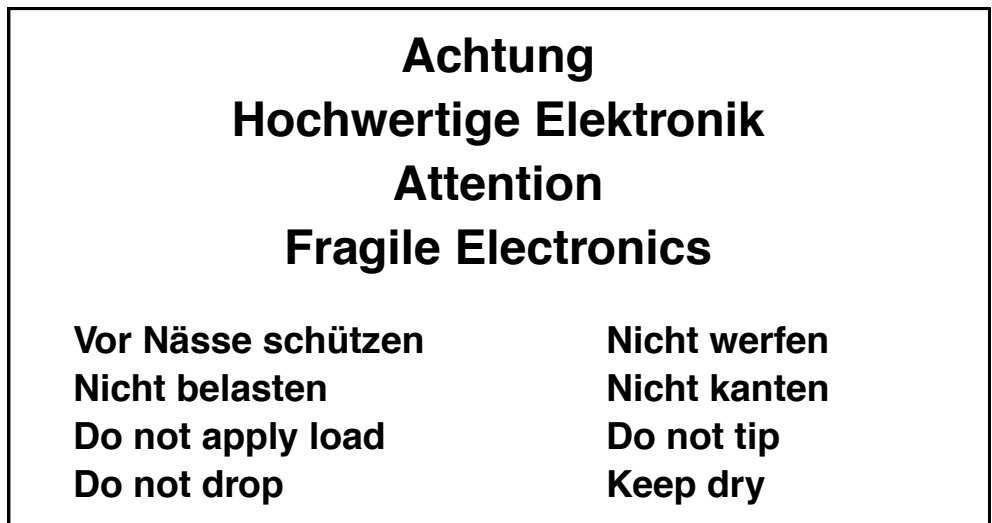 Achtung
Hochwertige Elektronik
Attention
Fragile Electronics
Vor Nässe schützen
Nicht belasten
Do not apply load
Do not drop
Nicht werfen
Nicht kanten
Do not tip
Keep dry